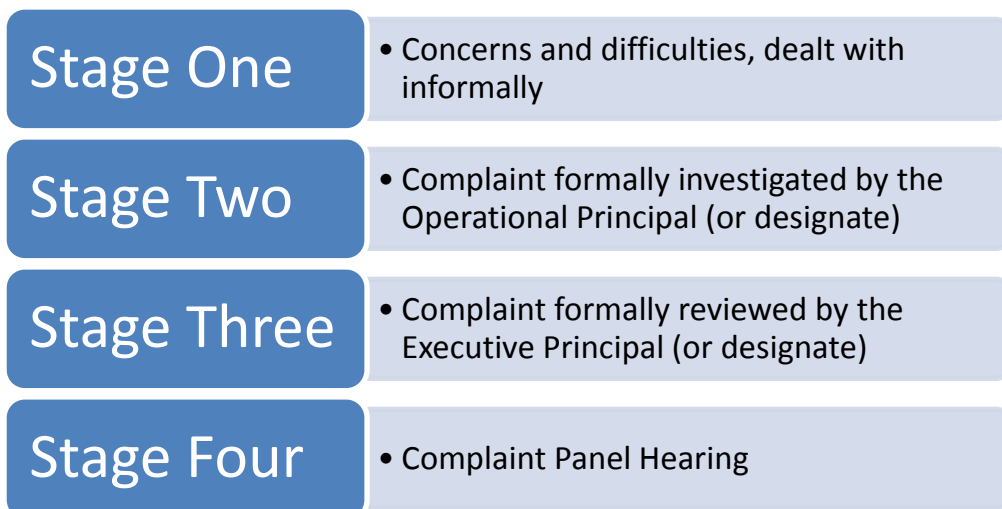 Stage One
• Concerns and difficulties, dealt with
informally
Stage Two
• Complaint formally investigated by the
Operational Principal (or designate)
Stage Three
• Complaint formally reviewed by the
Executive Principal (or designate)
Stage Four
• Complaint Panel Hearing